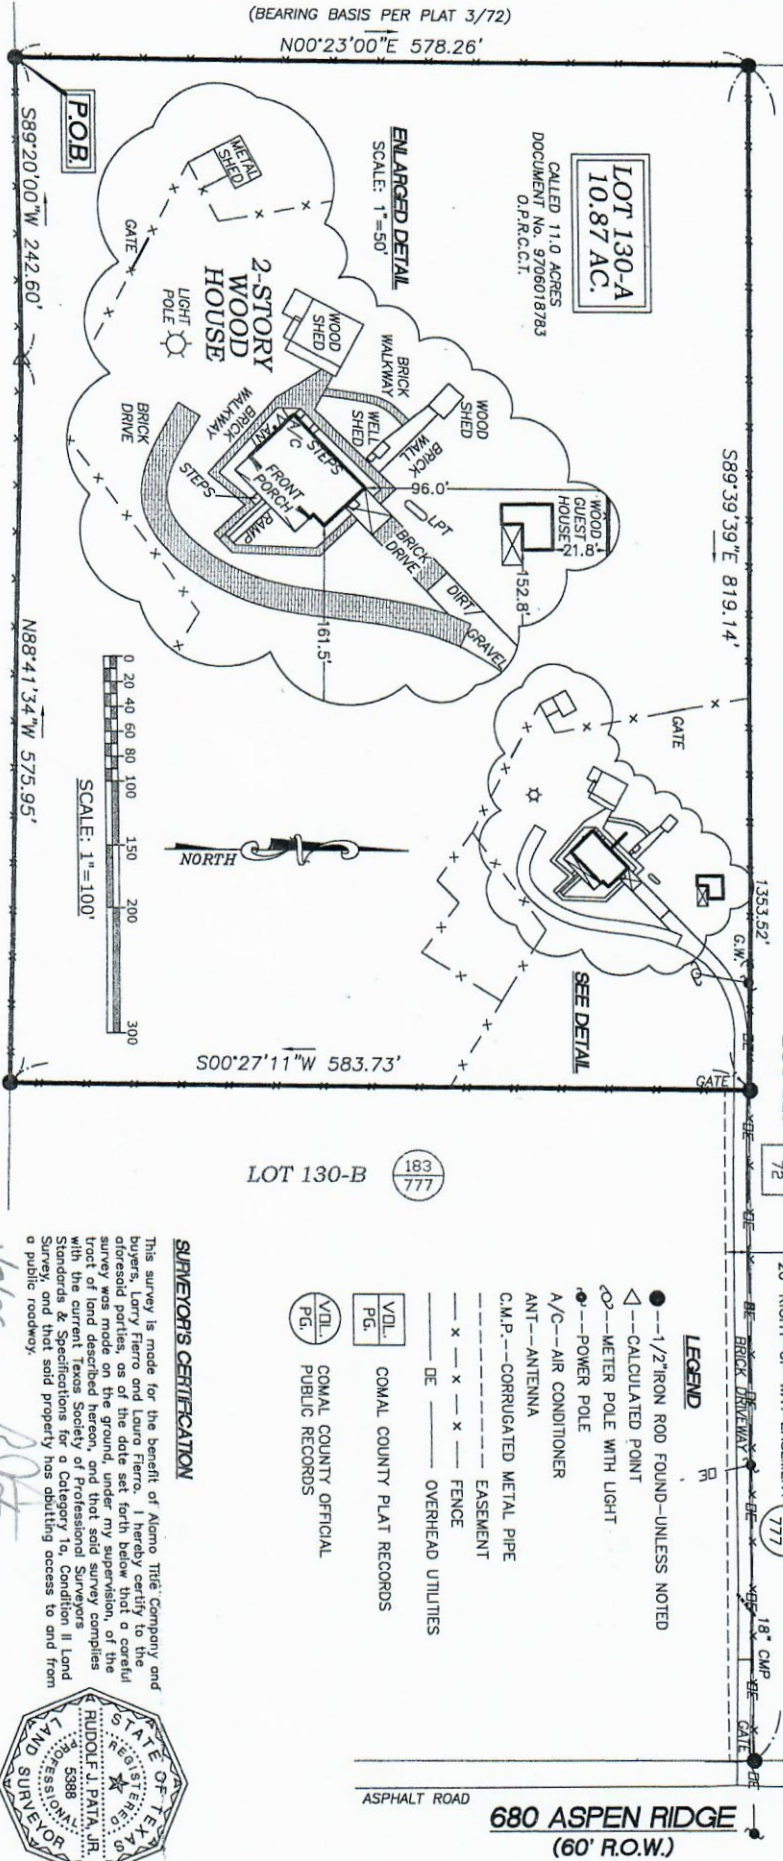 (BEARING BASIS PER PLAT 3/72)
N00°23'00"E 578.26'
P.O.B.
S89°20'00"W 242.60'
N88°41'34"W 575.95'
S89°39'39"E 819.14'
1353.52'
S00°27'11"W 583.73'
LOT 130-A
10.87 AC.
CALLED 11.0 ACRES
DOCUMENT No. 9706018783
O.P.R.C.C.T.
ENLARGED DETAIL
SCALE: 1"=50'
METAL
SHED
GATE
2-STORY
WOOD
HOUSE
LIGHT
POLE
WOOD
SHED
BRICK
WALKWAY
WELL
SHED
WOOD
SHED
BRICK
WALL
BRICK
WALKWAY
BRICK
DRIVE
ANT
A/C
STEPS
FRONT
PORCH
STEPS
RAMP
96.0'
LPT
WOOD
GUEST
HOUSE
21.8'
152.8'
BRICK
DRIVE
DIRT
GRAVEL
161.5'
GATE
G.W.
OE
SEE DETAIL
GATE
0 20 40 60 80 100 150 200 300
SCALE: 1"=100'
NORTH
LOT 130-B
183
777
72
777
OE
OE
OE
OE
OE
OE
OE
OE
BRICK DRIVEWAY
30
18" CMP
GATE
OE
ASPHALT ROAD
680 ASPEN RIDGE
(60' R.O.W.)
LEGEND
---1/2"IRON ROD FOUND-UNLESS NOTED
---CALCULATED POINT
---METER POLE WITH LIGHT
---POWER POLE
A/C---AIR CONDITIONER
ANT---ANTENNA
C.M.P.---CORRUGATED METAL PIPE
EASEMENT
x x x FENCE
OE OVERHEAD UTILITIES
VOL.
PG.
COMAL COUNTY PLAT RECORDS
VOL.
PG.
COMAL COUNTY OFFICIAL
PUBLIC RECORDS
SURVEYOR'S CERTIFICATION
This survey is made for the benefit of Alamo Title Company and
buyers, Larry Fierro and Laura Fierro. I hereby certify to the
aforesaid parties, as of the date set forth below that a careful
survey was made on the ground, under my supervision, of the
tract of land described hereon, and that said survey complies
with the current Texas Society of Professional Surveyors
Standards & Specifications for a Category 1a, Condition II Land
Survey, and that said property has abutting access to and from
a public roadway.
STATE OF TEXAS
REGISTERED
RUDOLF J. PATA, JR.
5388
PROFESSIONAL
LAND SURVEYOR